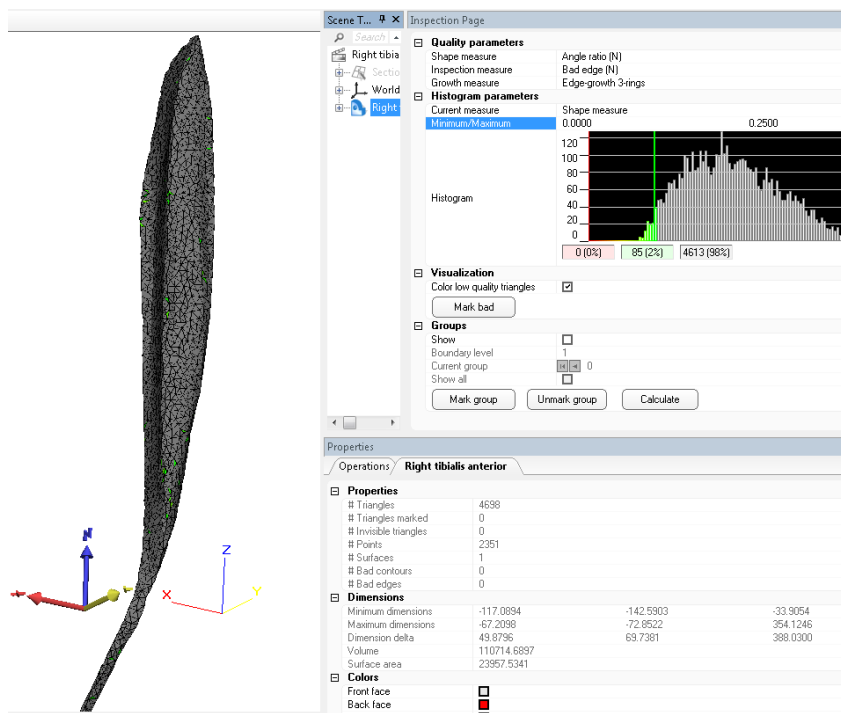 Scene T...
Inspection Page
Search
Right tibia
Sectio
World
Right
Quality parameters
Shape measure Angle ratio (N)
Inspection measure Bad edge (N)
Growth measure Edge-growth 3-rings
Histogram parameters
Current measure Shape measure
Minimum/Maximum 0.0000 0.2500
Histogram
120
100
80
60
40
20
0
0 (0%) 85 (2%) 4613 (98%)
Visualization
Color low quality triangles
Mark bad
Groups
Show
Boundary level 1
Current group 0
Show all
Mark group Unmark group Calculate
Properties
Operations Right tibialis anterior
Properties
# Triangles 4698
# Triangles marked 0
# Invisible triangles 0
# Points 2351
# Surfaces 1
# Bad contours 0
# Bad edges 0
Dimensions
Minimum dimensions -117.0894 -142.5903 -33.9054
Maximum dimensions -67.2098 -72.8522 354.1246
Dimension delta 49.8796 69.7381 388.0300
Volume 110714.6897
Surface area 23957.5341
Colors
Front face
Back face
Z
X
Y